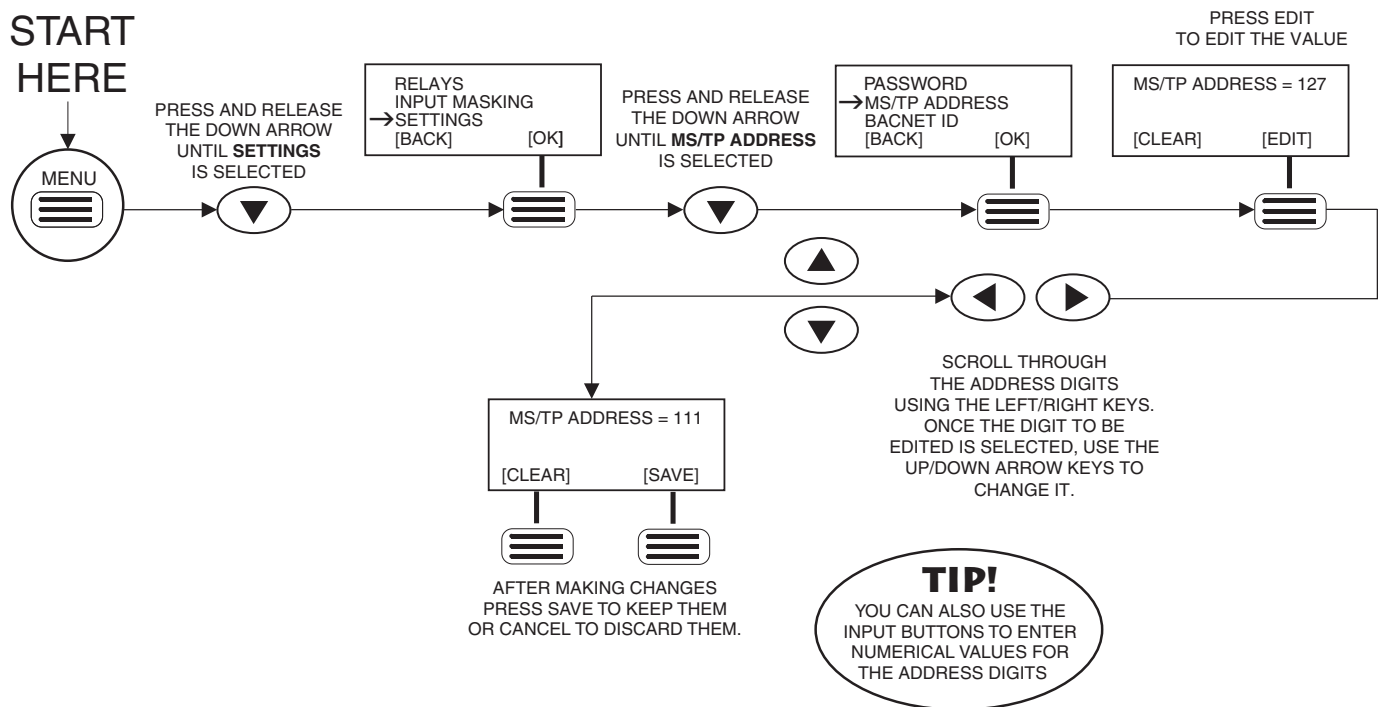 START
HERE
MENU
PRESS AND RELEASE
THE DOWN ARROW
UNTIL SETTINGS
IS SELECTED
RELAYS
INPUT MASKING
→SETTINGS
[BACK] [OK]
PRESS AND RELEASE
THE DOWN ARROW
UNTIL MS/TP ADDRESS
IS SELECTED
PASSWORD
→MS/TP ADDRESS
BACNET ID
[BACK] [OK]
PRESS EDIT
TO EDIT THE VALUE
MS/TP ADDRESS = 127
[CLEAR] [EDIT]
SCROLL THROUGH
THE ADDRESS DIGITS
USING THE LEFT/RIGHT KEYS.
ONCE THE DIGIT TO BE
EDITED IS SELECTED, USE THE
UP/DOWN ARROW KEYS TO
CHANGE IT.
MS/TP ADDRESS = 111
[CLEAR] [SAVE]
AFTER MAKING CHANGES
PRESS SAVE TO KEEP THEM
OR CANCEL TO DISCARD THEM.
TIP!
YOU CAN ALSO USE THE
INPUT BUTTONS TO ENTER
NUMERICAL VALUES FOR
THE ADDRESS DIGITS